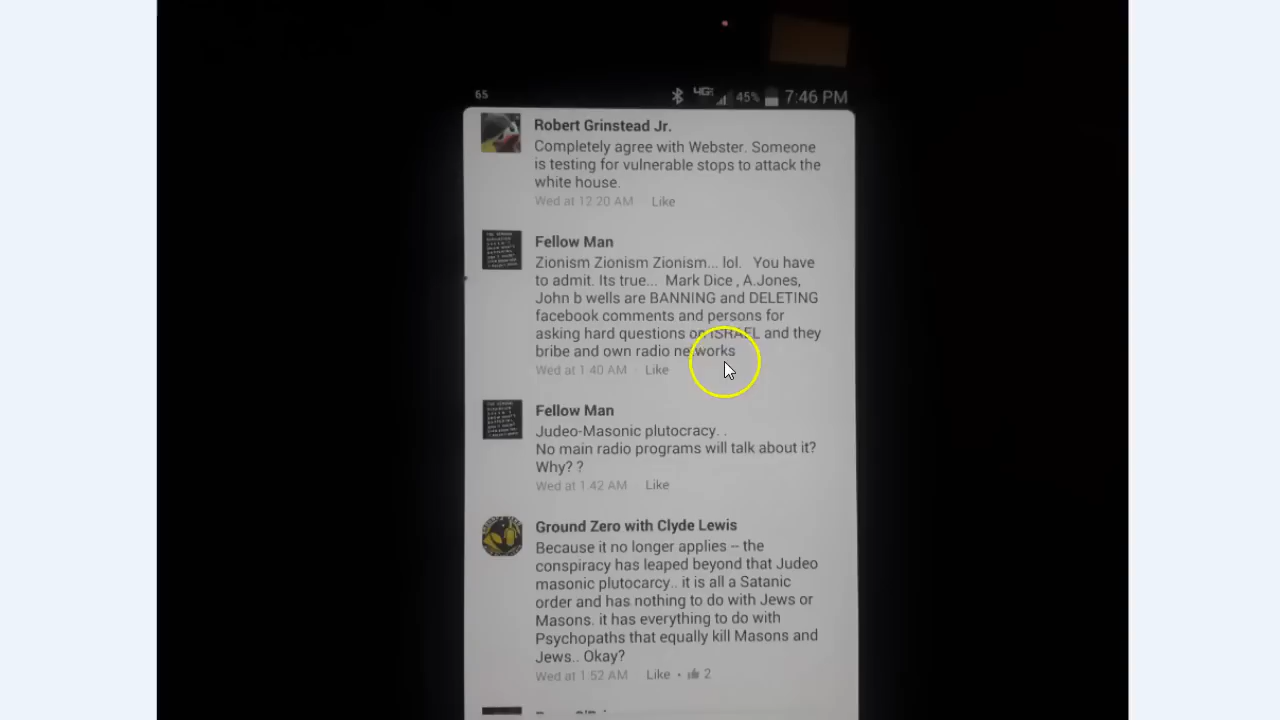 65 4G 45% 7:46 PM
Robert Grinstead Jr.
Completely agree with Webster. Someone
is testing for vulnerable stops to attack the
white house.
Wed at 12:20 AM Like
Fellow Man
Zionism Zionism Zionism... lol. You have
to admit. Its true... Mark Dice , A.Jones,
John b wells are BANNING and DELETING
facebook comments and persons for
asking hard questions on ISRAEL and they
bribe and own radio networks
Wed at 1:40 AM · Like
Fellow Man
Judeo-Masonic plutocracy. .
No main radio programs will talk about it?
Why? ?
Wed at 1:42 AM · Like
Ground Zero with Clyde Lewis
Because it no longer applies -- the
conspiracy has leaped beyond that Judeo
masonic plutocarcy.. it is all a Satanic
order and has nothing to do with Jews or
Masons. it has everything to do with
Psychopaths that equally kill Masons and
Jews.. Okay?
Wed at 1:52 AM Like • 2